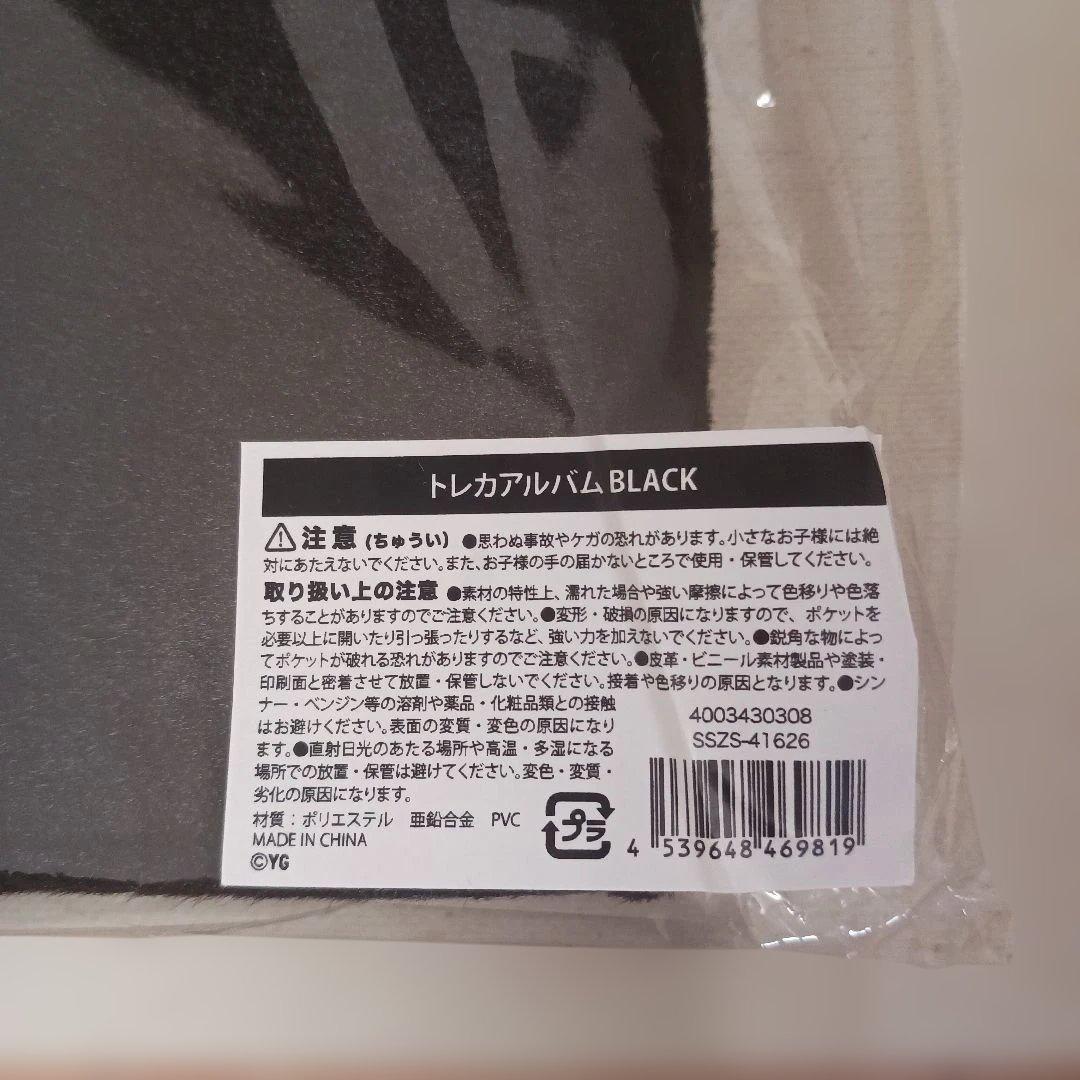 トレカアルバムBLACK
注意(ちゅうい) ●思わぬ事故やケガの恐れがあります。小さなお子様には絶
対にあたえないでください。また、お子様の手の届かないところで使用・保管してください。
取り扱い上の注意 ●素材の特性上、濡れた場合や強い摩擦によって色移りや色落
ちすることがありますのでご注意ください。●変形・破損の原因になりますので、ポケットを
必要以上に開いたり引っ張ったりするなど、強い力を加えないでください。●鋭角な物によっ
てポケットが破れる恐れがありますのでご注意ください。●皮革・ビニール素材製品や塗装・
印刷面と密着させて放置・保管しないでください。接着や色移りの原因となります。●シン
ナー・ベンジン等の溶剤や薬品・化粧品類との接触
はお避けください。表面の変質・変色の原因になり
ます。●直射日光のあたる場所や高温・多湿になる
場所での放置・保管は避けてください。変色・変質・
劣化の原因になります。
材質：ポリエステル 亜鉛合金 PVC
MADE IN CHINA
©YG
プラ
4003430308
SSZS-41626
4 539648 469819